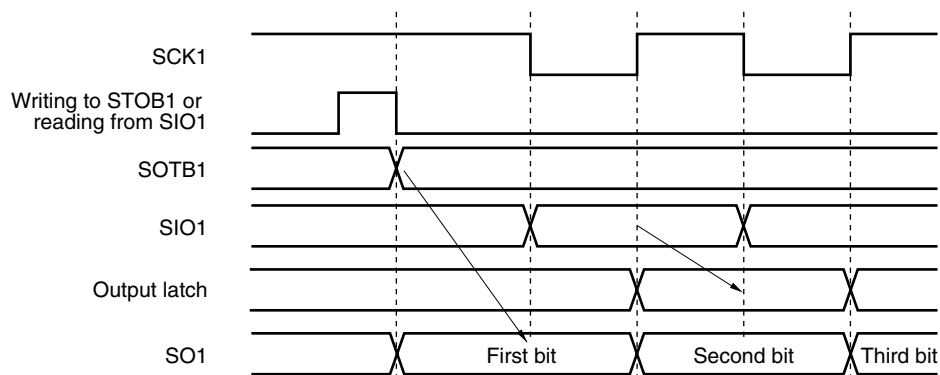 SCK1
Writing to STOB1 or
reading from SIO1
SOTB1
SIO1
Output latch
SO1
First bit
Second bit
Third bit